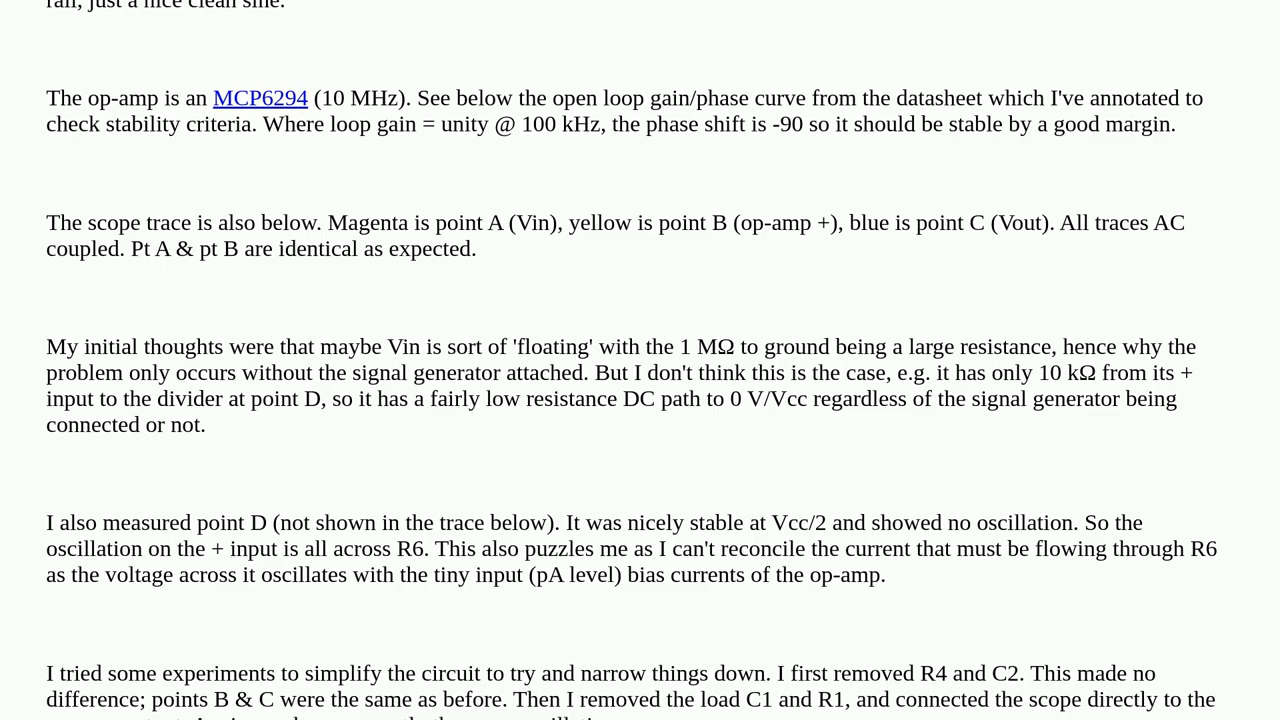 rail, just a nice clean sine.
The op-amp is an MCP6294 (10 MHz). See below the open loop gain/phase curve from the datasheet which I've annotated to
check stability criteria. Where loop gain = unity @ 100 kHz, the phase shift is -90 so it should be stable by a good margin.
The scope trace is also below. Magenta is point A (Vin), yellow is point B (op-amp +), blue is point C (Vout). All traces AC
coupled. Pt A & pt B are identical as expected.
My initial thoughts were that maybe Vin is sort of 'floating' with the 1 MΩ to ground being a large resistance, hence why the
problem only occurs without the signal generator attached. But I don't think this is the case, e.g. it has only 10 kΩ from its +
input to the divider at point D, so it has a fairly low resistance DC path to 0 V/Vcc regardless of the signal generator being
connected or not.
I also measured point D (not shown in the trace below). It was nicely stable at Vcc/2 and showed no oscillation. So the
oscillation on the + input is all across R6. This also puzzles me as I can't reconcile the current that must be flowing through R6
as the voltage across it oscillates with the tiny input (pA level) bias currents of the op-amp.
I tried some experiments to simplify the circuit to try and narrow things down. I first removed R4 and C2. This made no
difference; points B & C were the same as before. Then I removed the load C1 and R1, and connected the scope directly to the